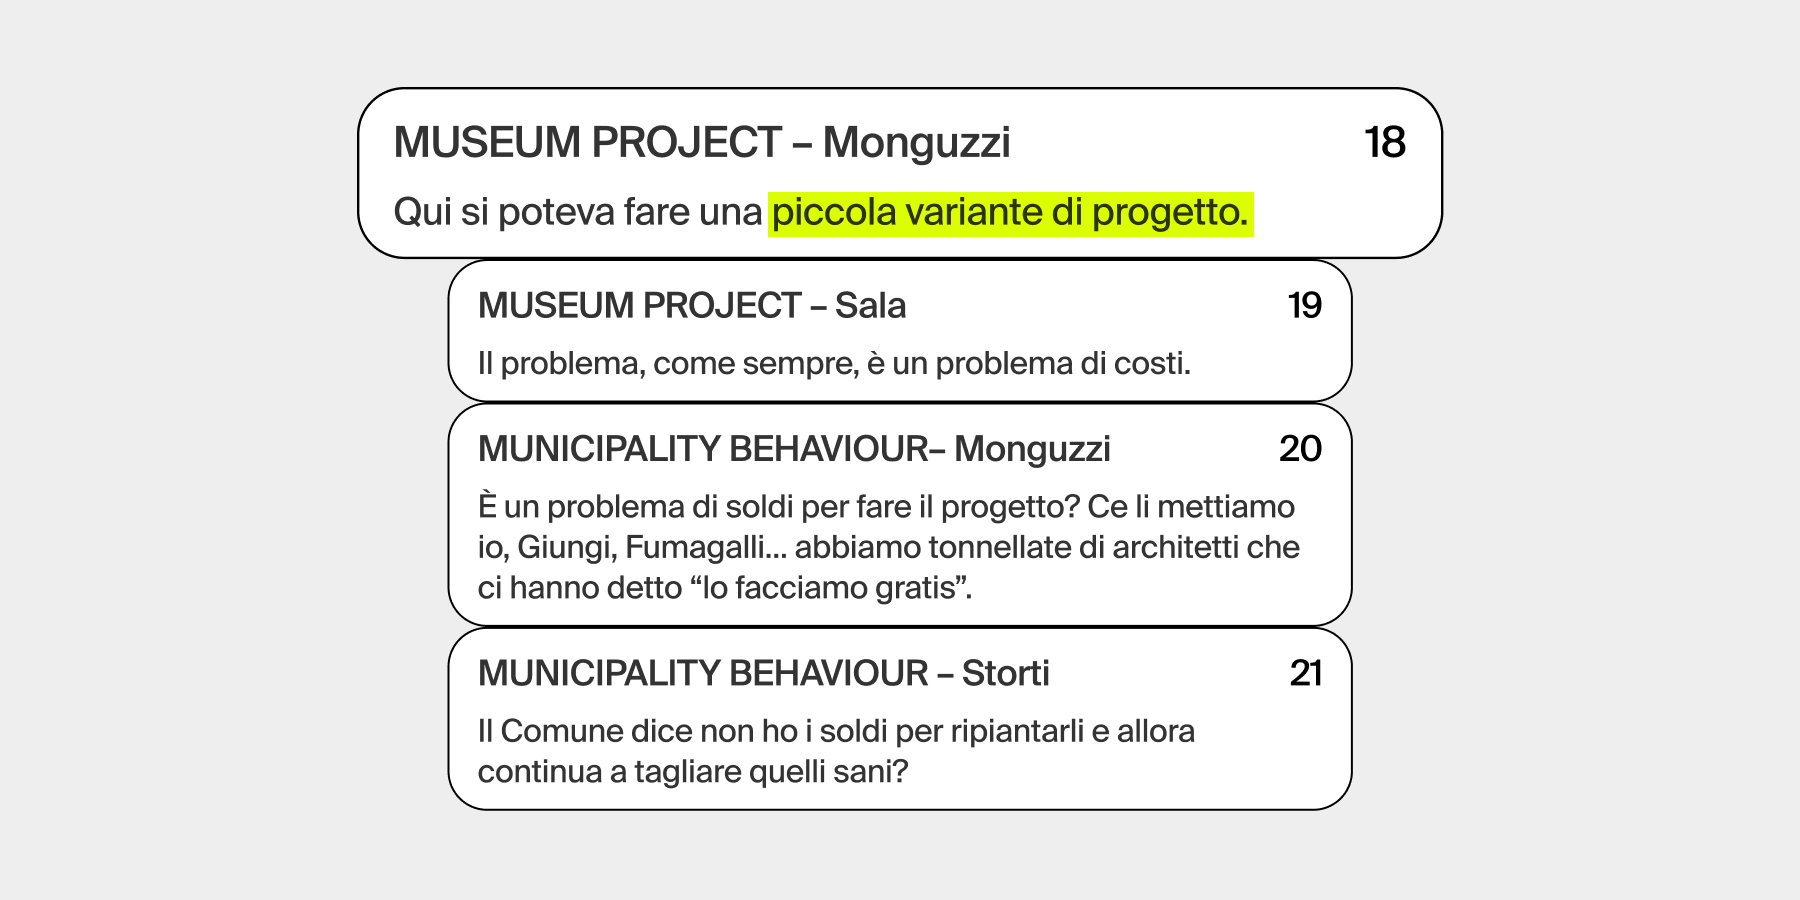 MUSEUM PROJECT – Monguzzi 18
Qui si poteva fare una piccola variante di progetto.
MUSEUM PROJECT – Sala 19
Il problema, come sempre, è un problema di costi.
MUNICIPALITY BEHAVIOUR– Monguzzi 20
È un problema di soldi per fare il progetto? Ce li mettiamo
io, Giungi, Fumagalli... abbiamo tonnellate di architetti che
ci hanno detto “lo facciamo gratis”.
MUNICIPALITY BEHAVIOUR – Storti 21
Il Comune dice non ho i soldi per ripiantarli e allora
continua a tagliare quelli sani?